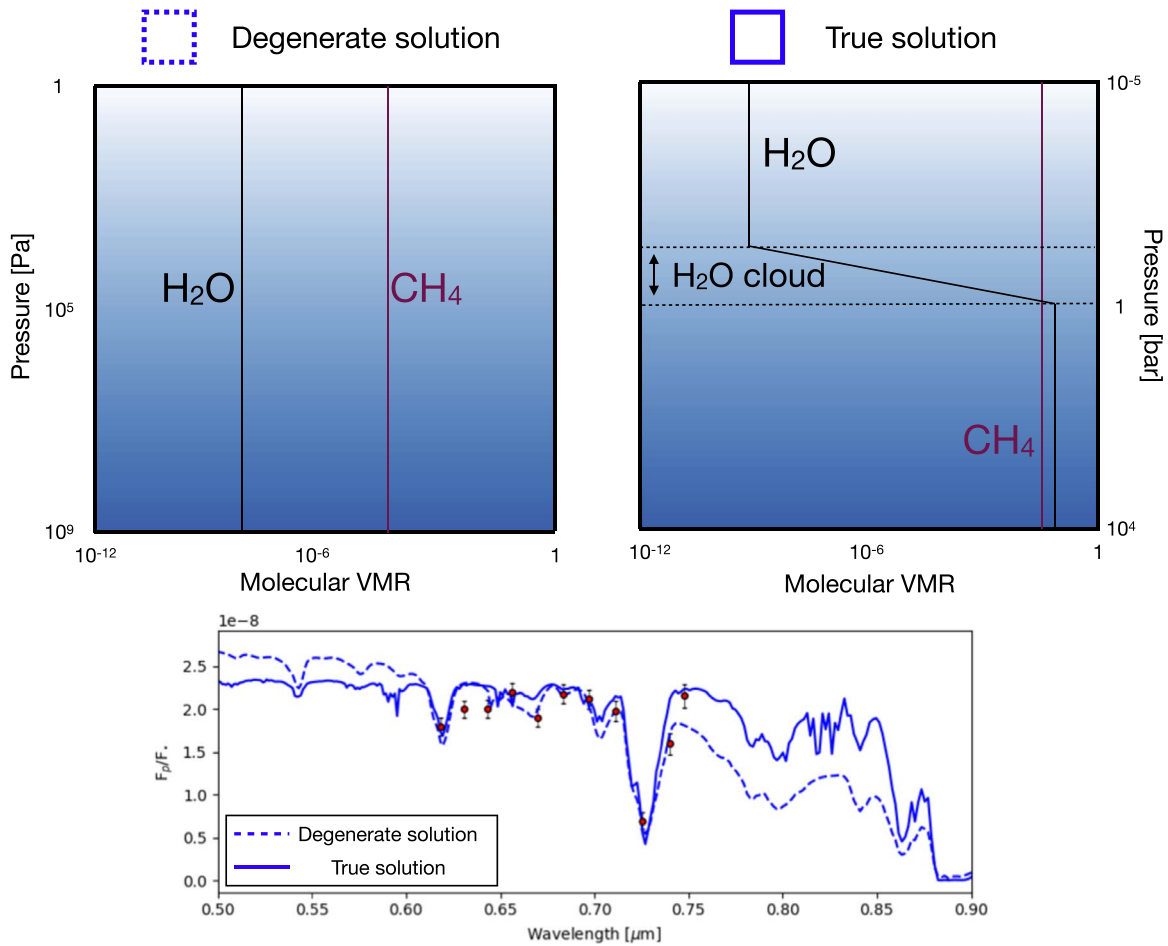 Degenerate solution
True solution
1
10⁵
10⁹
Pressure [Pa]
H₂O
CH₄
10⁻¹²
10⁻⁶
1
Molecular VMR
H₂O
H₂O cloud
CH₄
10⁻⁵
1
10⁴
Pressure [bar]
10⁻¹²
10⁻⁶
1
Molecular VMR
1e−8
2.5
2.0
1.5
1.0
0.5
0.0
Fₚ/F⋆
Degenerate solution
True solution
0.50
0.55
0.60
0.65
0.70
0.75
0.80
0.85
0.90
Wavelength [μm]